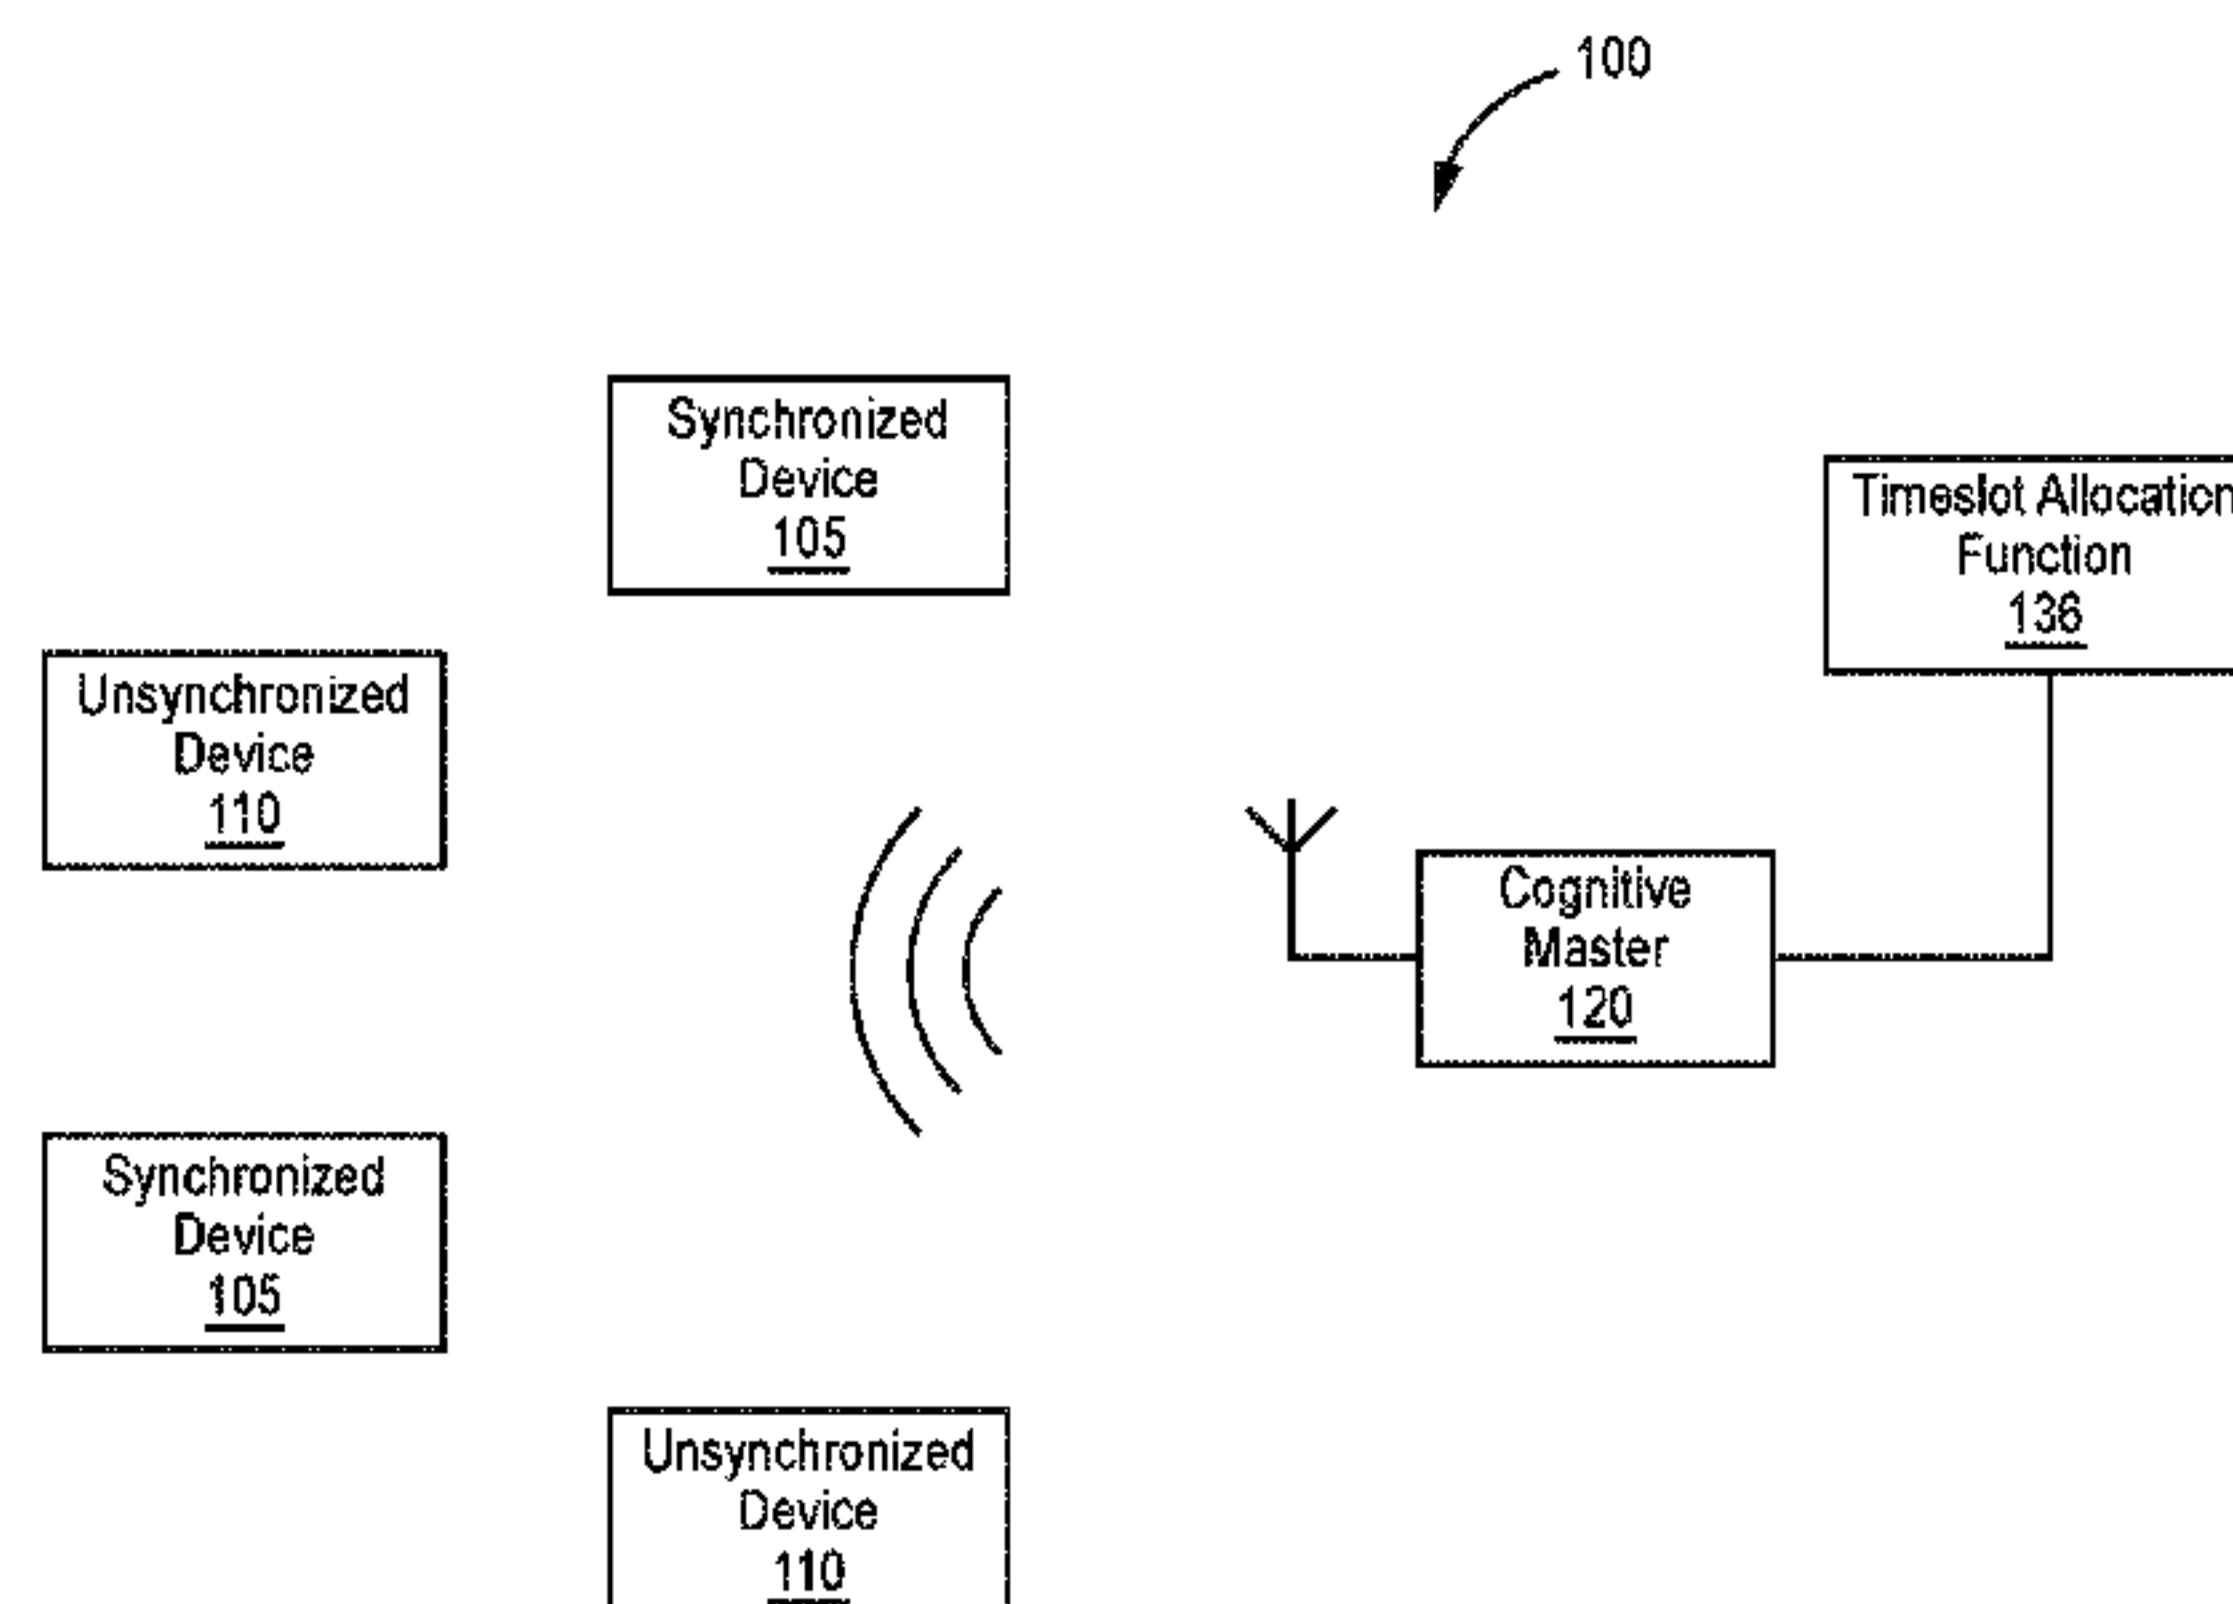 100
Synchronized
Device
105
Timeslot Allocation
Function
136
Unsynchronized
Device
110
Cognitive
Master
120
Synchronized
Device
105
Unsynchronized
Device
110